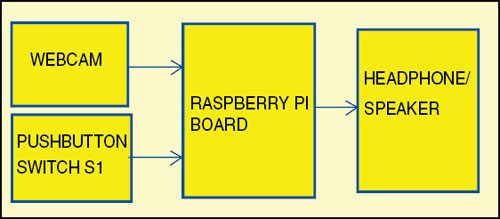 WEBCAM
PUSHBUTTON
SWITCH S1
RASPBERRY PI
BOARD
HEADPHONE/
SPEAKER